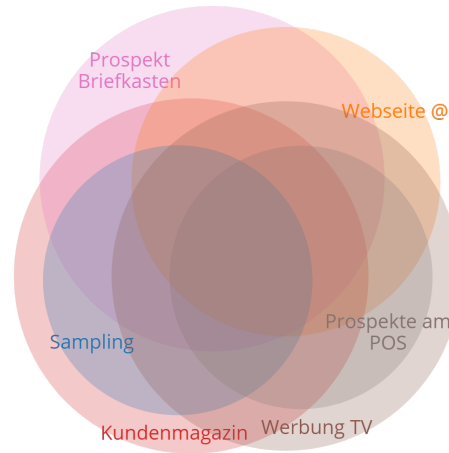 Prospekt
Briefkasten
Webseite @
Prospekte am
POS
Sampling
Werbung TV
Kundenmagazin